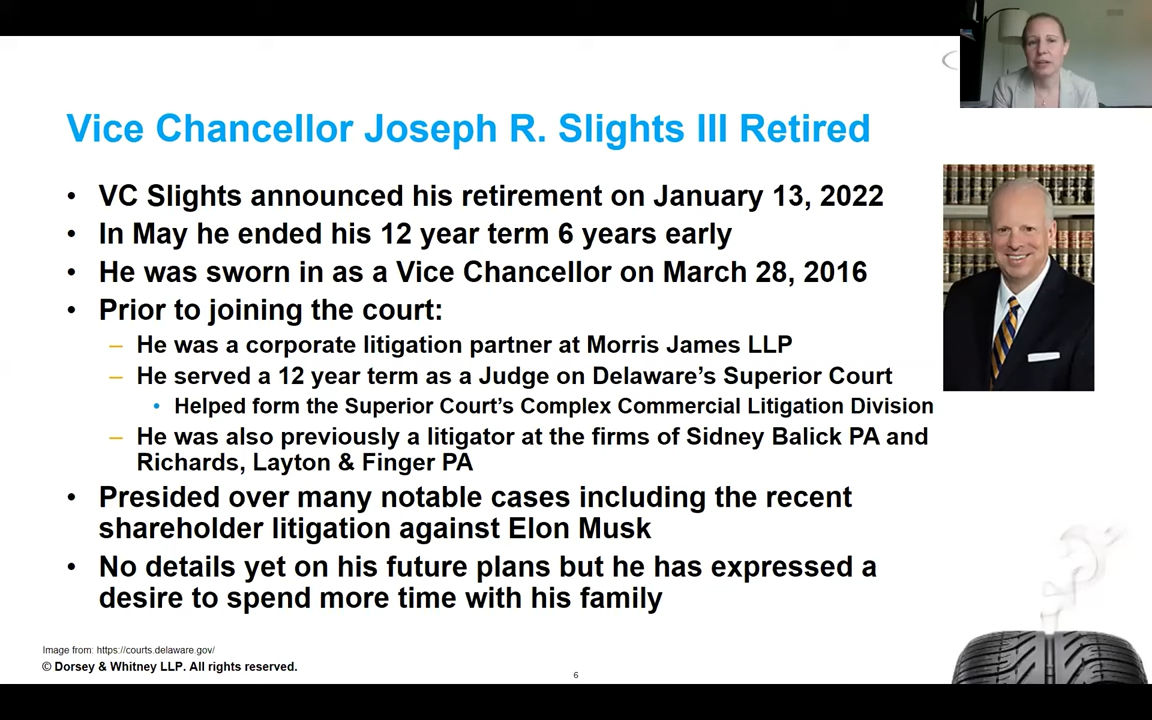 Vice Chancellor Joseph R. Slights III Retired
• VC Slights announced his retirement on January 13, 2022
• In May he ended his 12 year term 6 years early
• He was sworn in as a Vice Chancellor on March 28, 2016
• Prior to joining the court:
– He was a corporate litigation partner at Morris James LLP
– He served a 12 year term as a Judge on Delaware’s Superior Court
• Helped form the Superior Court’s Complex Commercial Litigation Division
– He was also previously a litigator at the firms of Sidney Balick PA and
Richards, Layton & Finger PA
• Presided over many notable cases including the recent
shareholder litigation against Elon Musk
• No details yet on his future plans but he has expressed a
desire to spend more time with his family
Image from: https://courts.delaware.gov/
© Dorsey & Whitney LLP. All rights reserved.
6